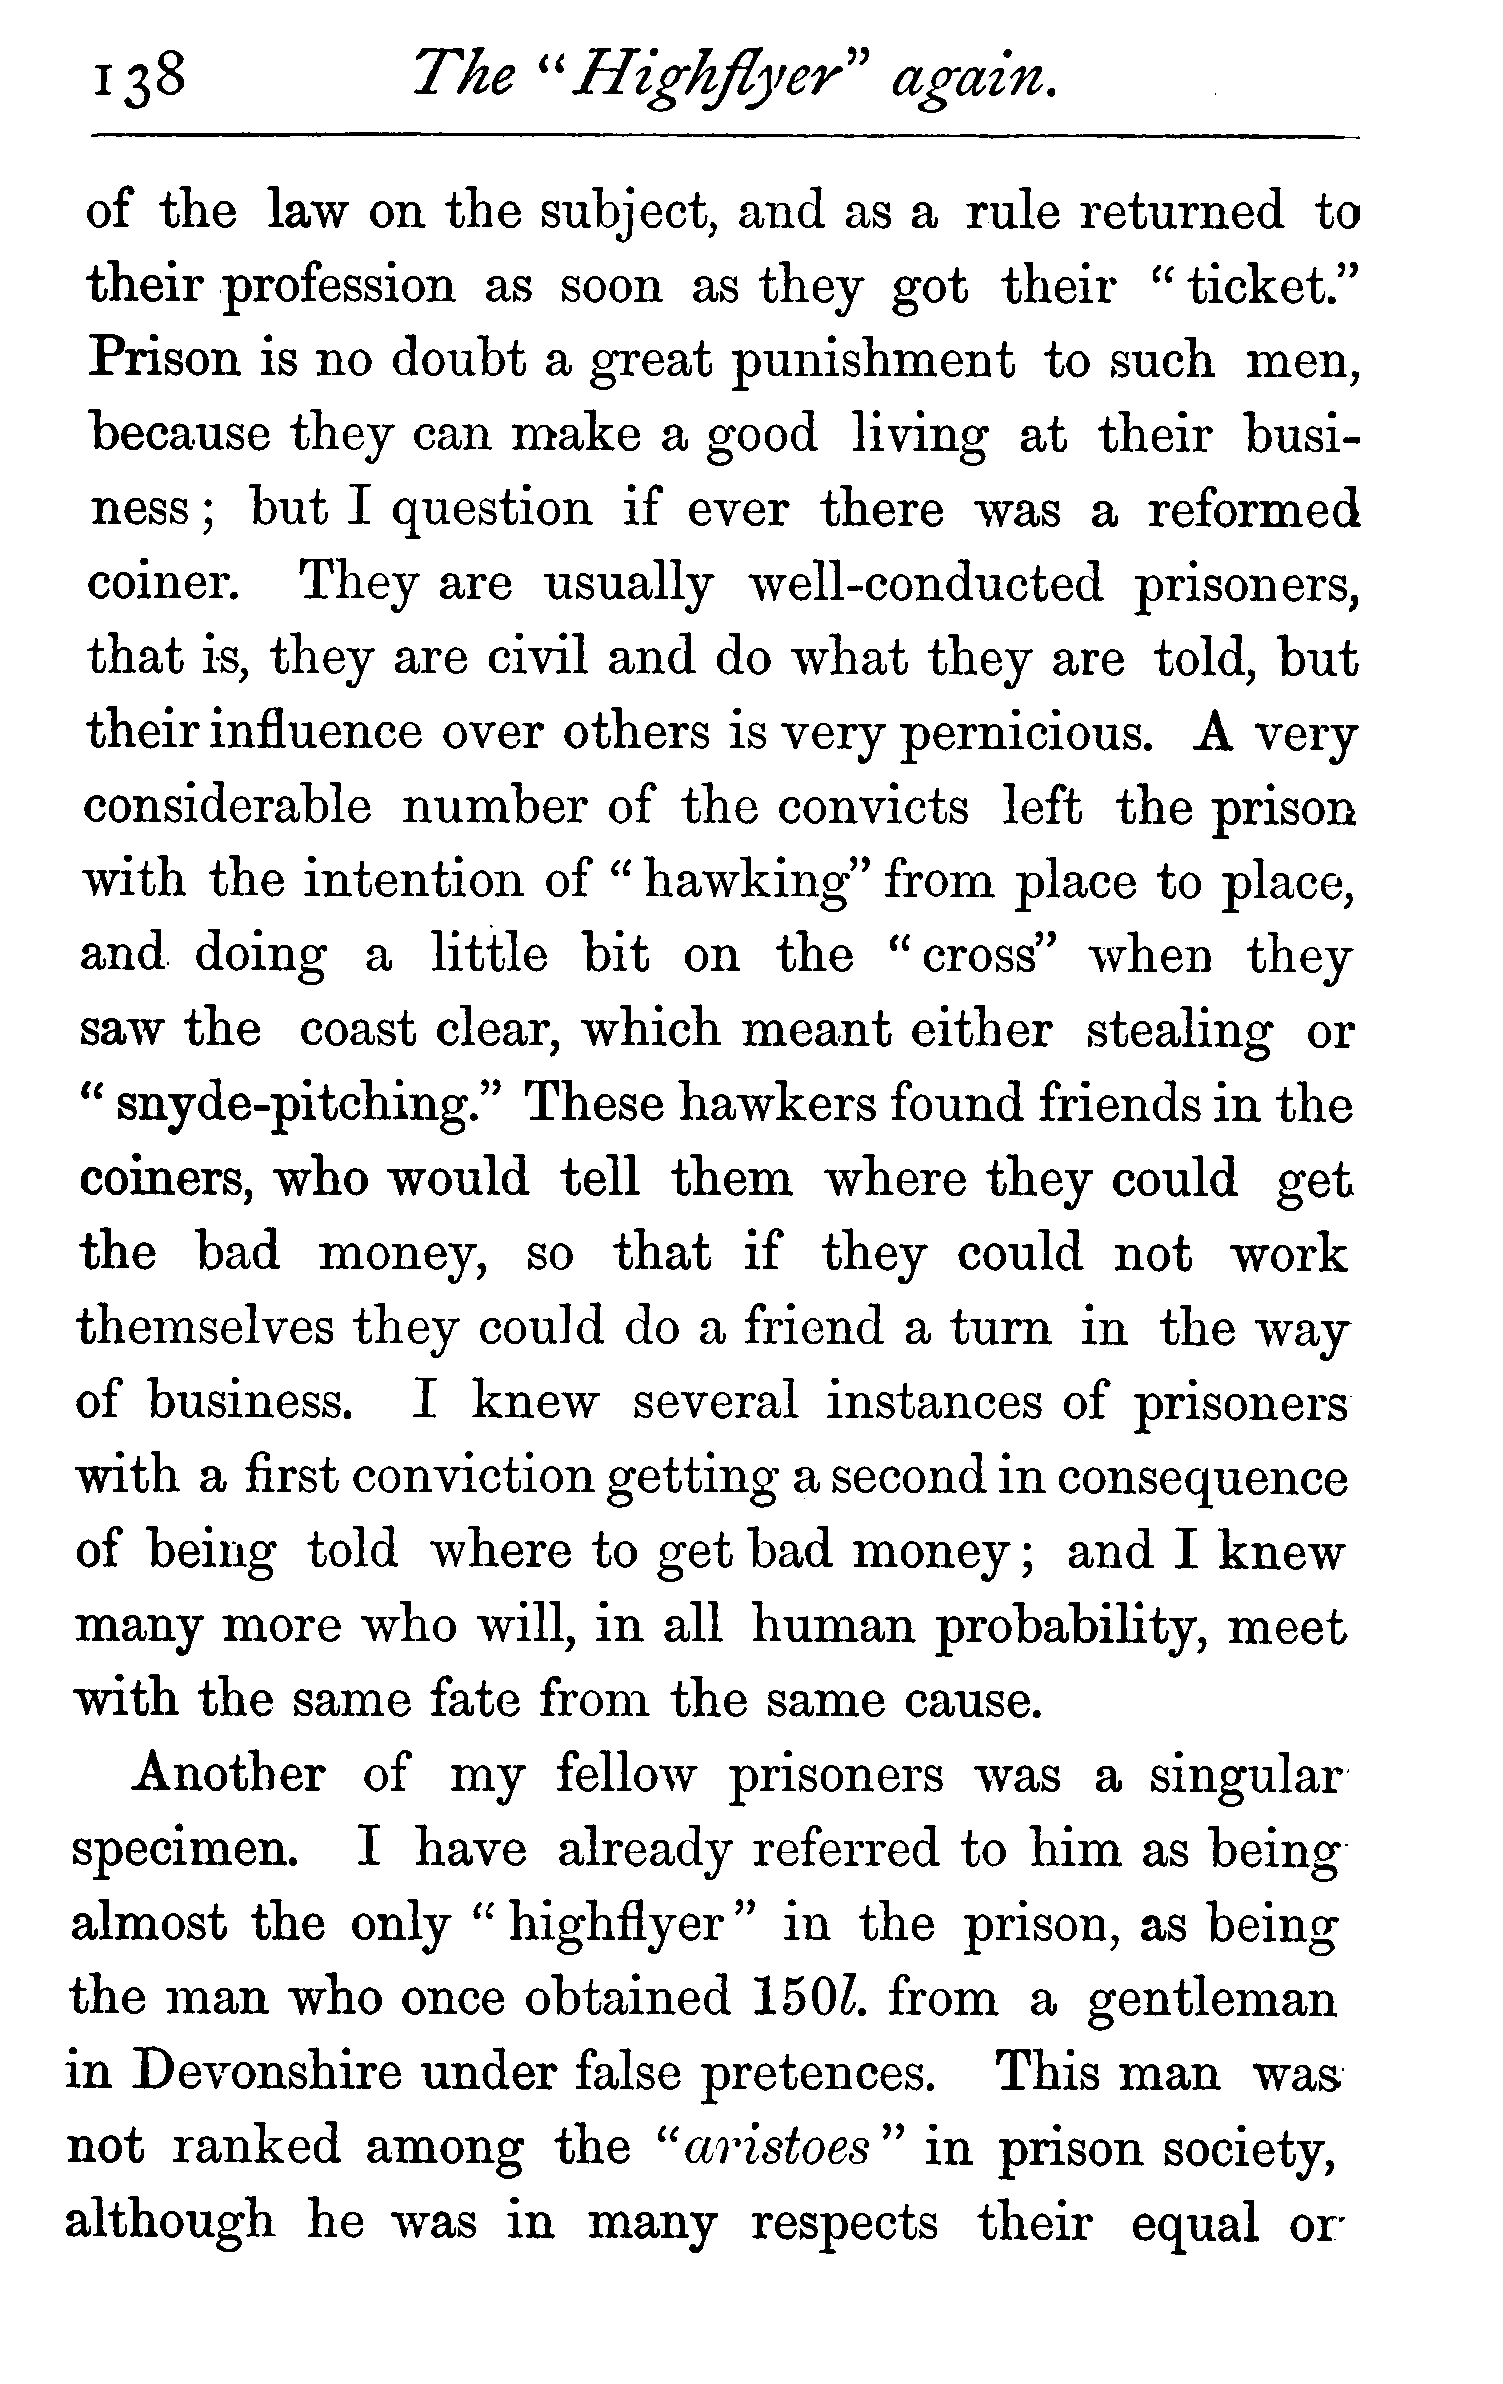 138 The "Highflyer" again.
of the law on the subject, and as a rule returned to
their profession as soon as they got their "ticket."
Prison is no doubt a great punishment to such men,
because they can make a good living at their busi-
ness; but I question if ever there was a reformed
coiner. They are usually well-conducted prisoners,
that is, they are civil and do what they are told, but
their influence over others is very pernicious. A very
considerable number of the convicts left the prison
with the intention of "hawking" from place to place,
and doing a little bit on the "cross" when they
saw the coast clear, which meant either stealing or
"snyde-pitching." These hawkers found friends in the
coiners, who would tell them where they could get
the bad money, so that if they could not work
themselves they could do a friend a turn in the way
of business. I knew several instances of prisoners
with a first conviction getting a second in consequence
of being told where to get bad money; and I knew
many more who will, in all human probability, meet
with the same fate from the same cause.
Another of my fellow prisoners was a singular
specimen. I have already referred to him as being
almost the only "highflyer" in the prison, as being
the man who once obtained 150l. from a gentleman
in Devonshire under false pretences. This man was
not ranked among the "aristoes" in prison society,
although he was in many respects their equal or